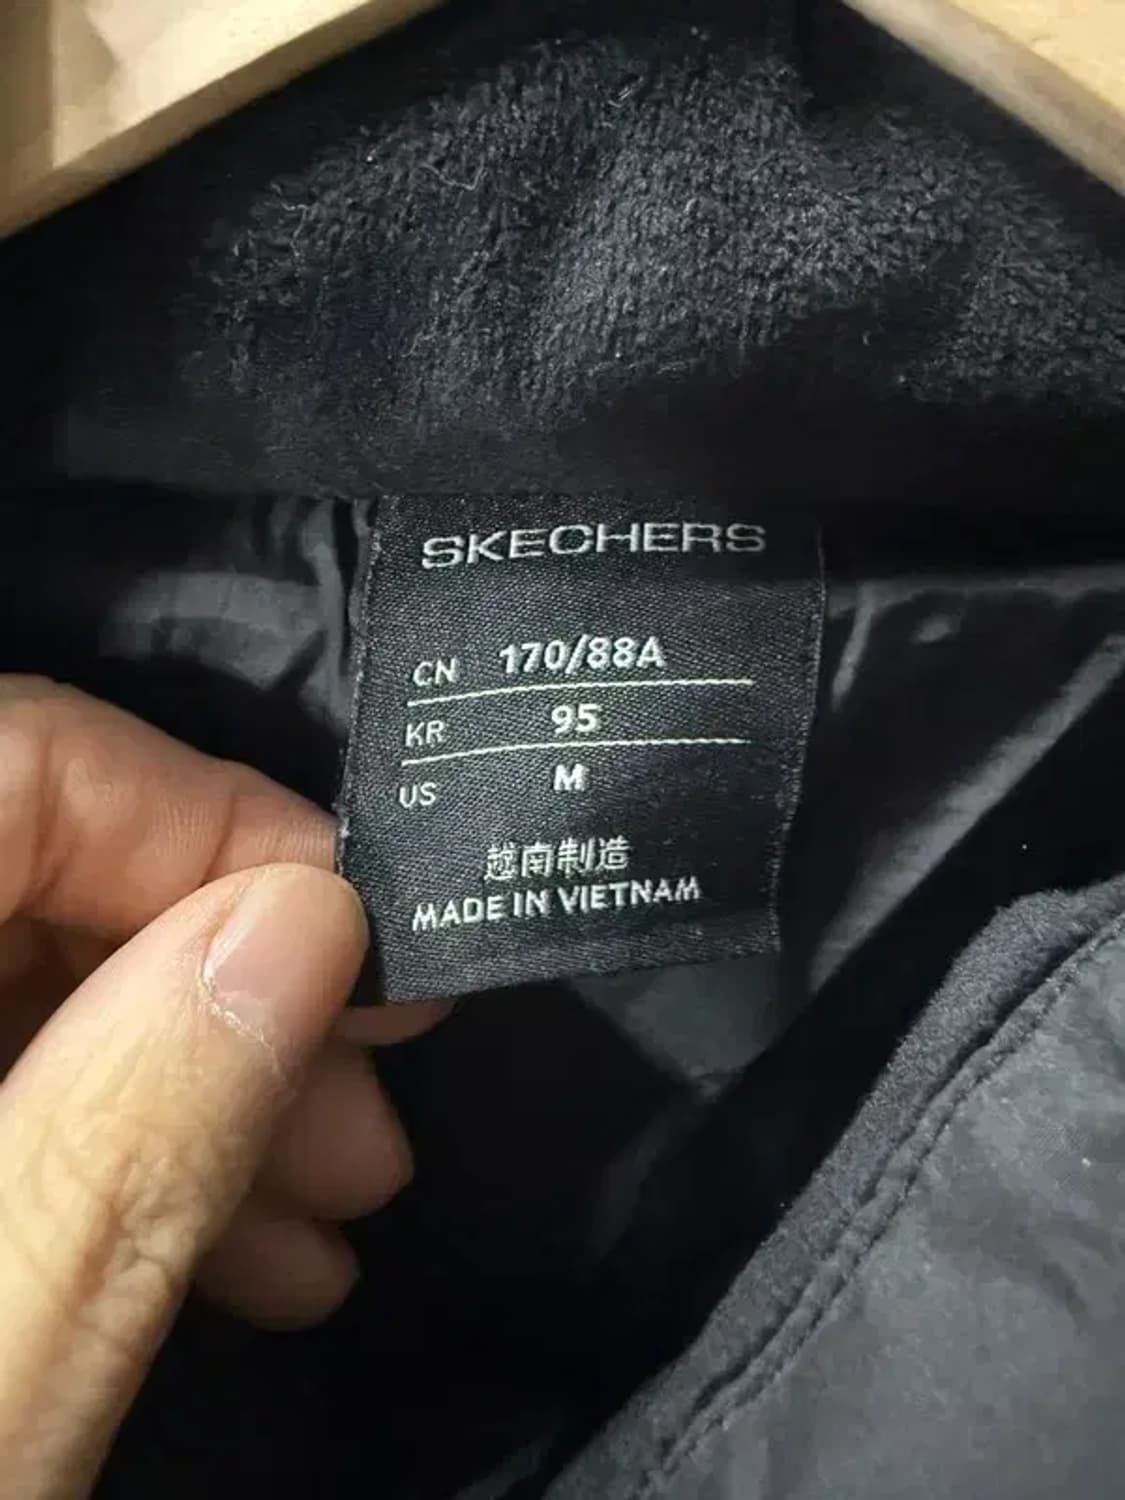 SKECHERS
CN 170/88A
KR 95
US M
越南制造
MADE IN VIETNAM